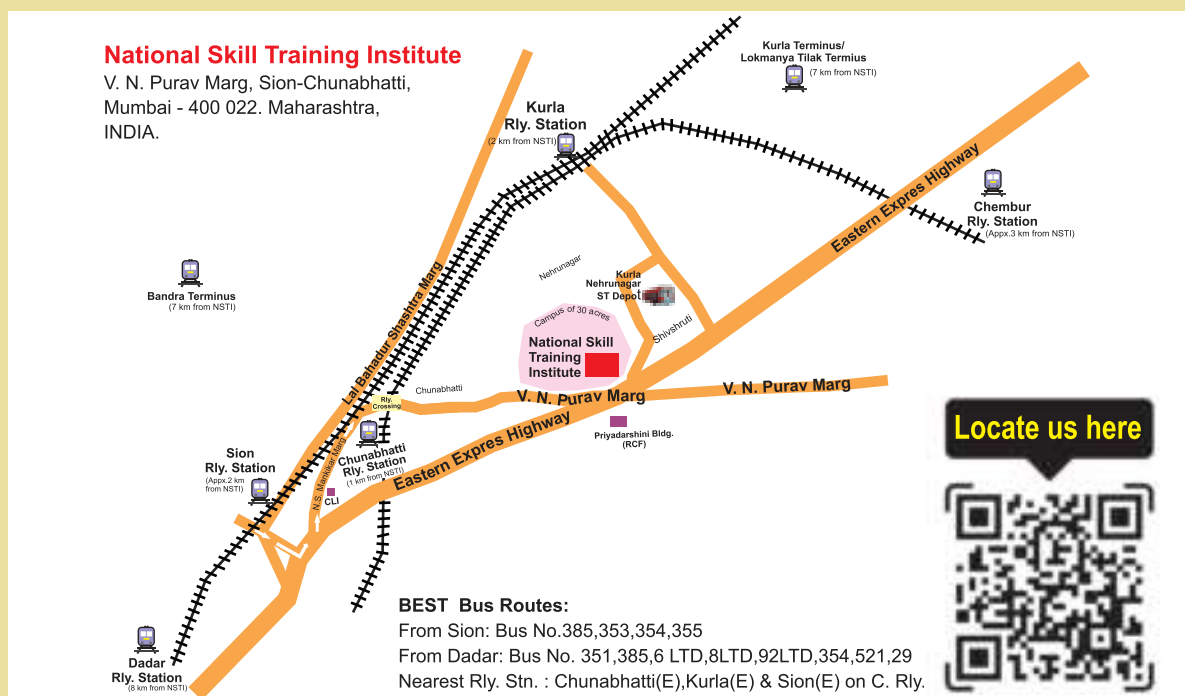 National Skill Training Institute
V. N. Purav Marg, Sion-Chunabhatti,
Mumbai - 400 022. Maharashtra,
INDIA.
Kurla Terminus/
Lokmanya Tilak Termius
(7 km from NSTI)
Kurla
Rly. Station
(2 km from NSTI)
Eastern Expres Highway
Chembur
Rly. Station
(Appx.3 km from NSTI)
Bandra Terminus
(7 km from NSTI)
Lal Bahadur Shashtra Marg
Nehrunagar
Kurla
Nehrunagar
ST Depot
Shivshruti
Campus of 30 acres
National Skill
Training
Institute
Chunabhatti
Rly.
Crossing
V. N. Purav Marg
V. N. Purav Marg
Priyadarshini Bldg.
(RCF)
Eastern Expres Highway
Chunabhatti
Rly. Station
(1 km from NSTI)
N.S. Mankikar Marg
CLI
Sion
Rly. Station
(Appx.2 km
from NSTI)
Dadar
Rly. Station
(8 km from NSTI)
Locate us here
BEST Bus Routes:
From Sion: Bus No.385,353,354,355
From Dadar: Bus No. 351,385,6 LTD,8LTD,92LTD,354,521,29
Nearest Rly. Stn. : Chunabhatti(E),Kurla(E) & Sion(E) on C. Rly.